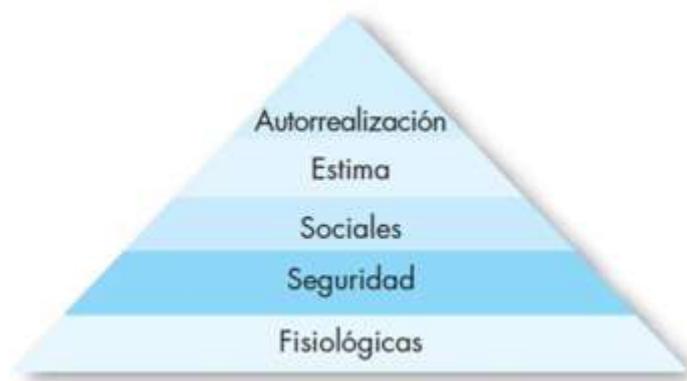 Autorrealización
Estima
Sociales
Seguridad
Fisiológicas